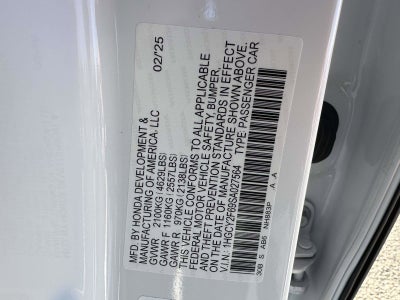 MFD. BY HONDA DEVELOPMENT & 02/'25
MANUFACTURING OF AMERICA, LLC
GVWR 2100KG(4629LBS)
GAWR F 1160KG(2557LBS)
GAWR R 970KG(2138LBS)
THIS VEHICLE CONFORMS TO ALL APPLICABLE
FEDERAL MOTOR VEHICLE SAFETY, BUMPER,
AND THEFT PREVENTION STANDARDS IN EFFECT
ON THE DATE OF MANUFACTURE SHOWN ABOVE.
V.I.N.: 1HGCY2F69SA027564 TYPE:PASSENGER CAR
NH883P A A